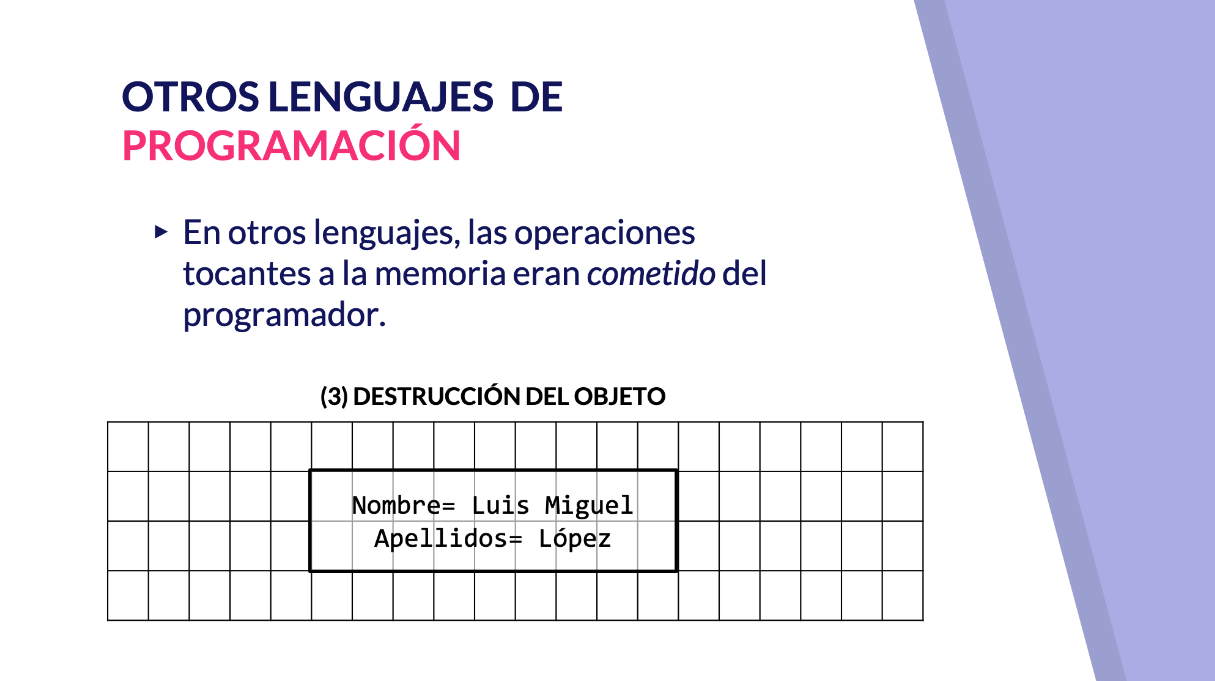 OTROS LENGUAJES DE
PROGRAMACIÓN
▸ En otros lenguajes, las operaciones
tocantes a la memoria eran cometido del
programador.
(3) DESTRUCCIÓN DEL OBJETO
Nombre= Luis Miguel
Apellidos= López